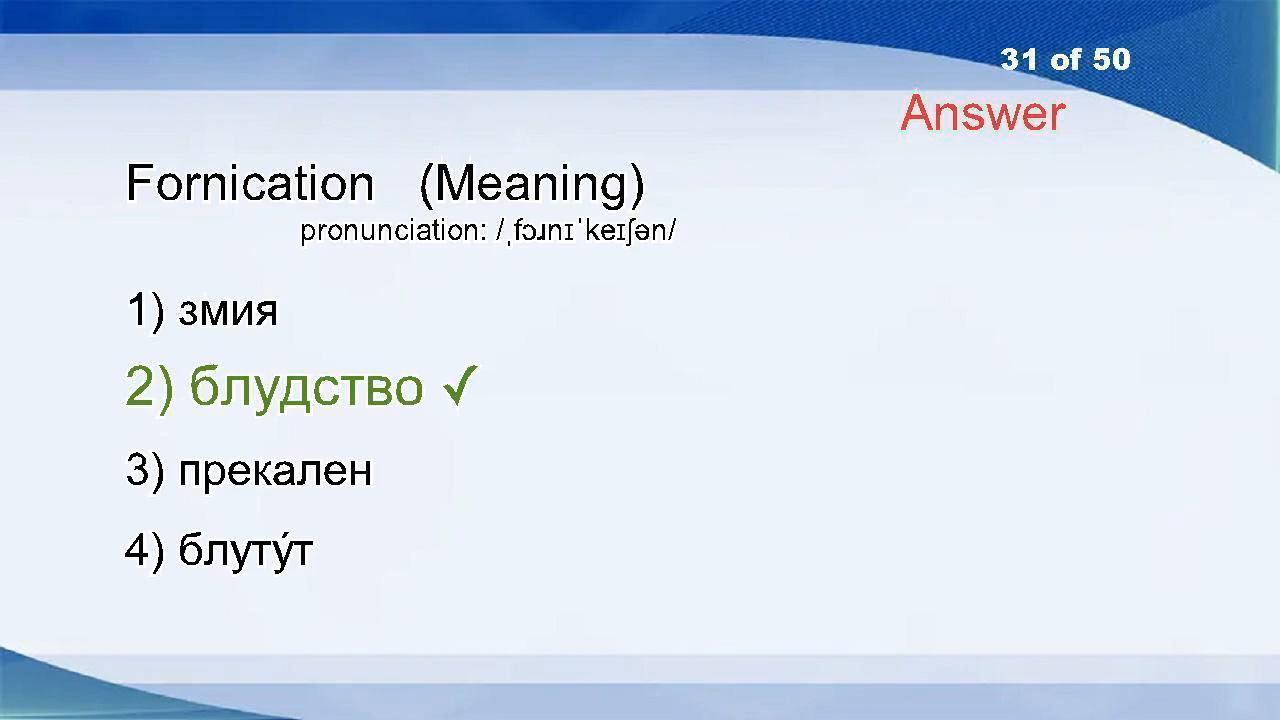 31 of 50
Answer
Fornication (Meaning)
pronunciation: /ˌfɔɹnɪˈkeɪʃən/
1) змия
2) блудство ✓
3) прекален
4) блуту́т